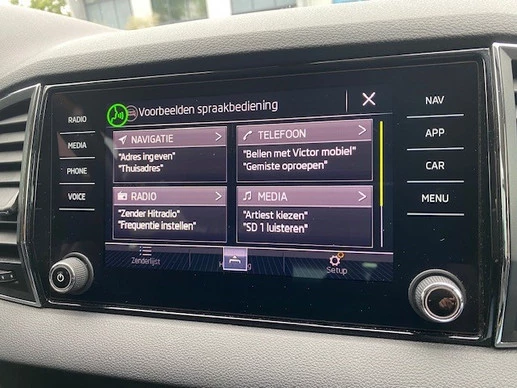 Voorbeelden spraakbediening
RADIO
MEDIA
PHONE
VOICE
NAVIGATIE
"Adres ingeven"
"Thuisadres"
TELEFOON
"Bellen met Victor mobiel"
"Gemiste oproepen"
RADIO
"Zender Hitradio"
"Frequentie instellen"
MEDIA
"Artiest kiezen"
"SD 1 luisteren"
Zenderlijst
Setup
NAV
APP
CAR
MENU